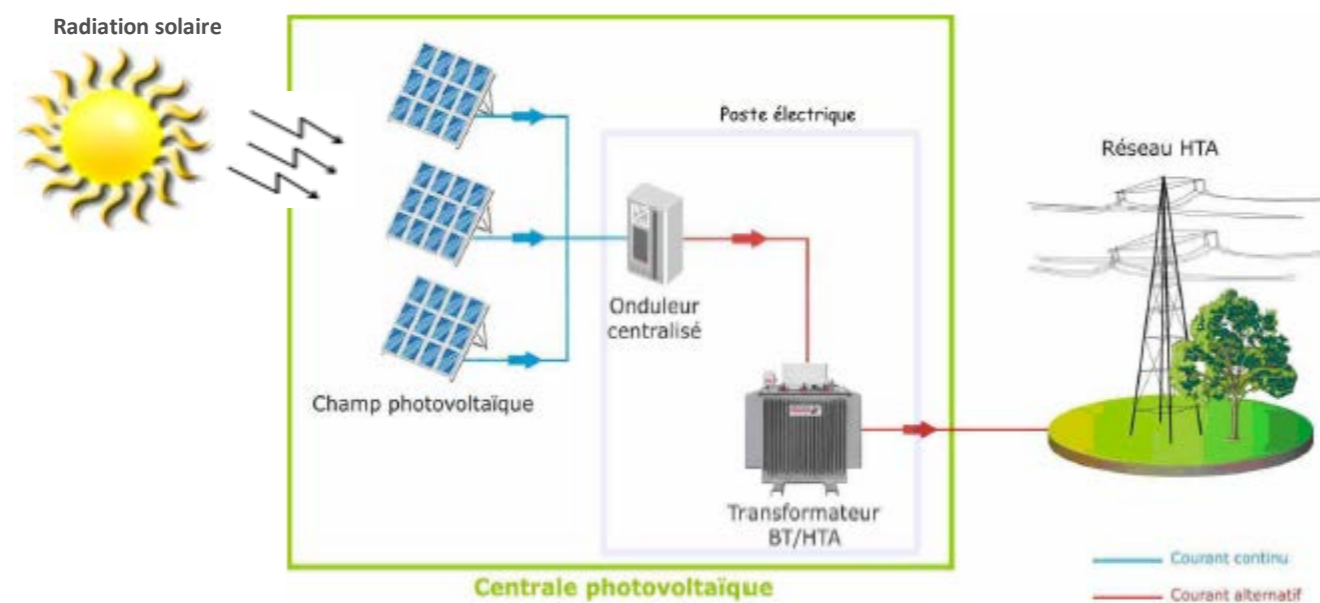 Radiation solaire
Poste électrique
Réseau HTA
Onduleur
centralisé
Champ photovoltaïque
Transformateur
BT/HTA
Centrale photovoltaïque
Courant continu
Courant alternatif